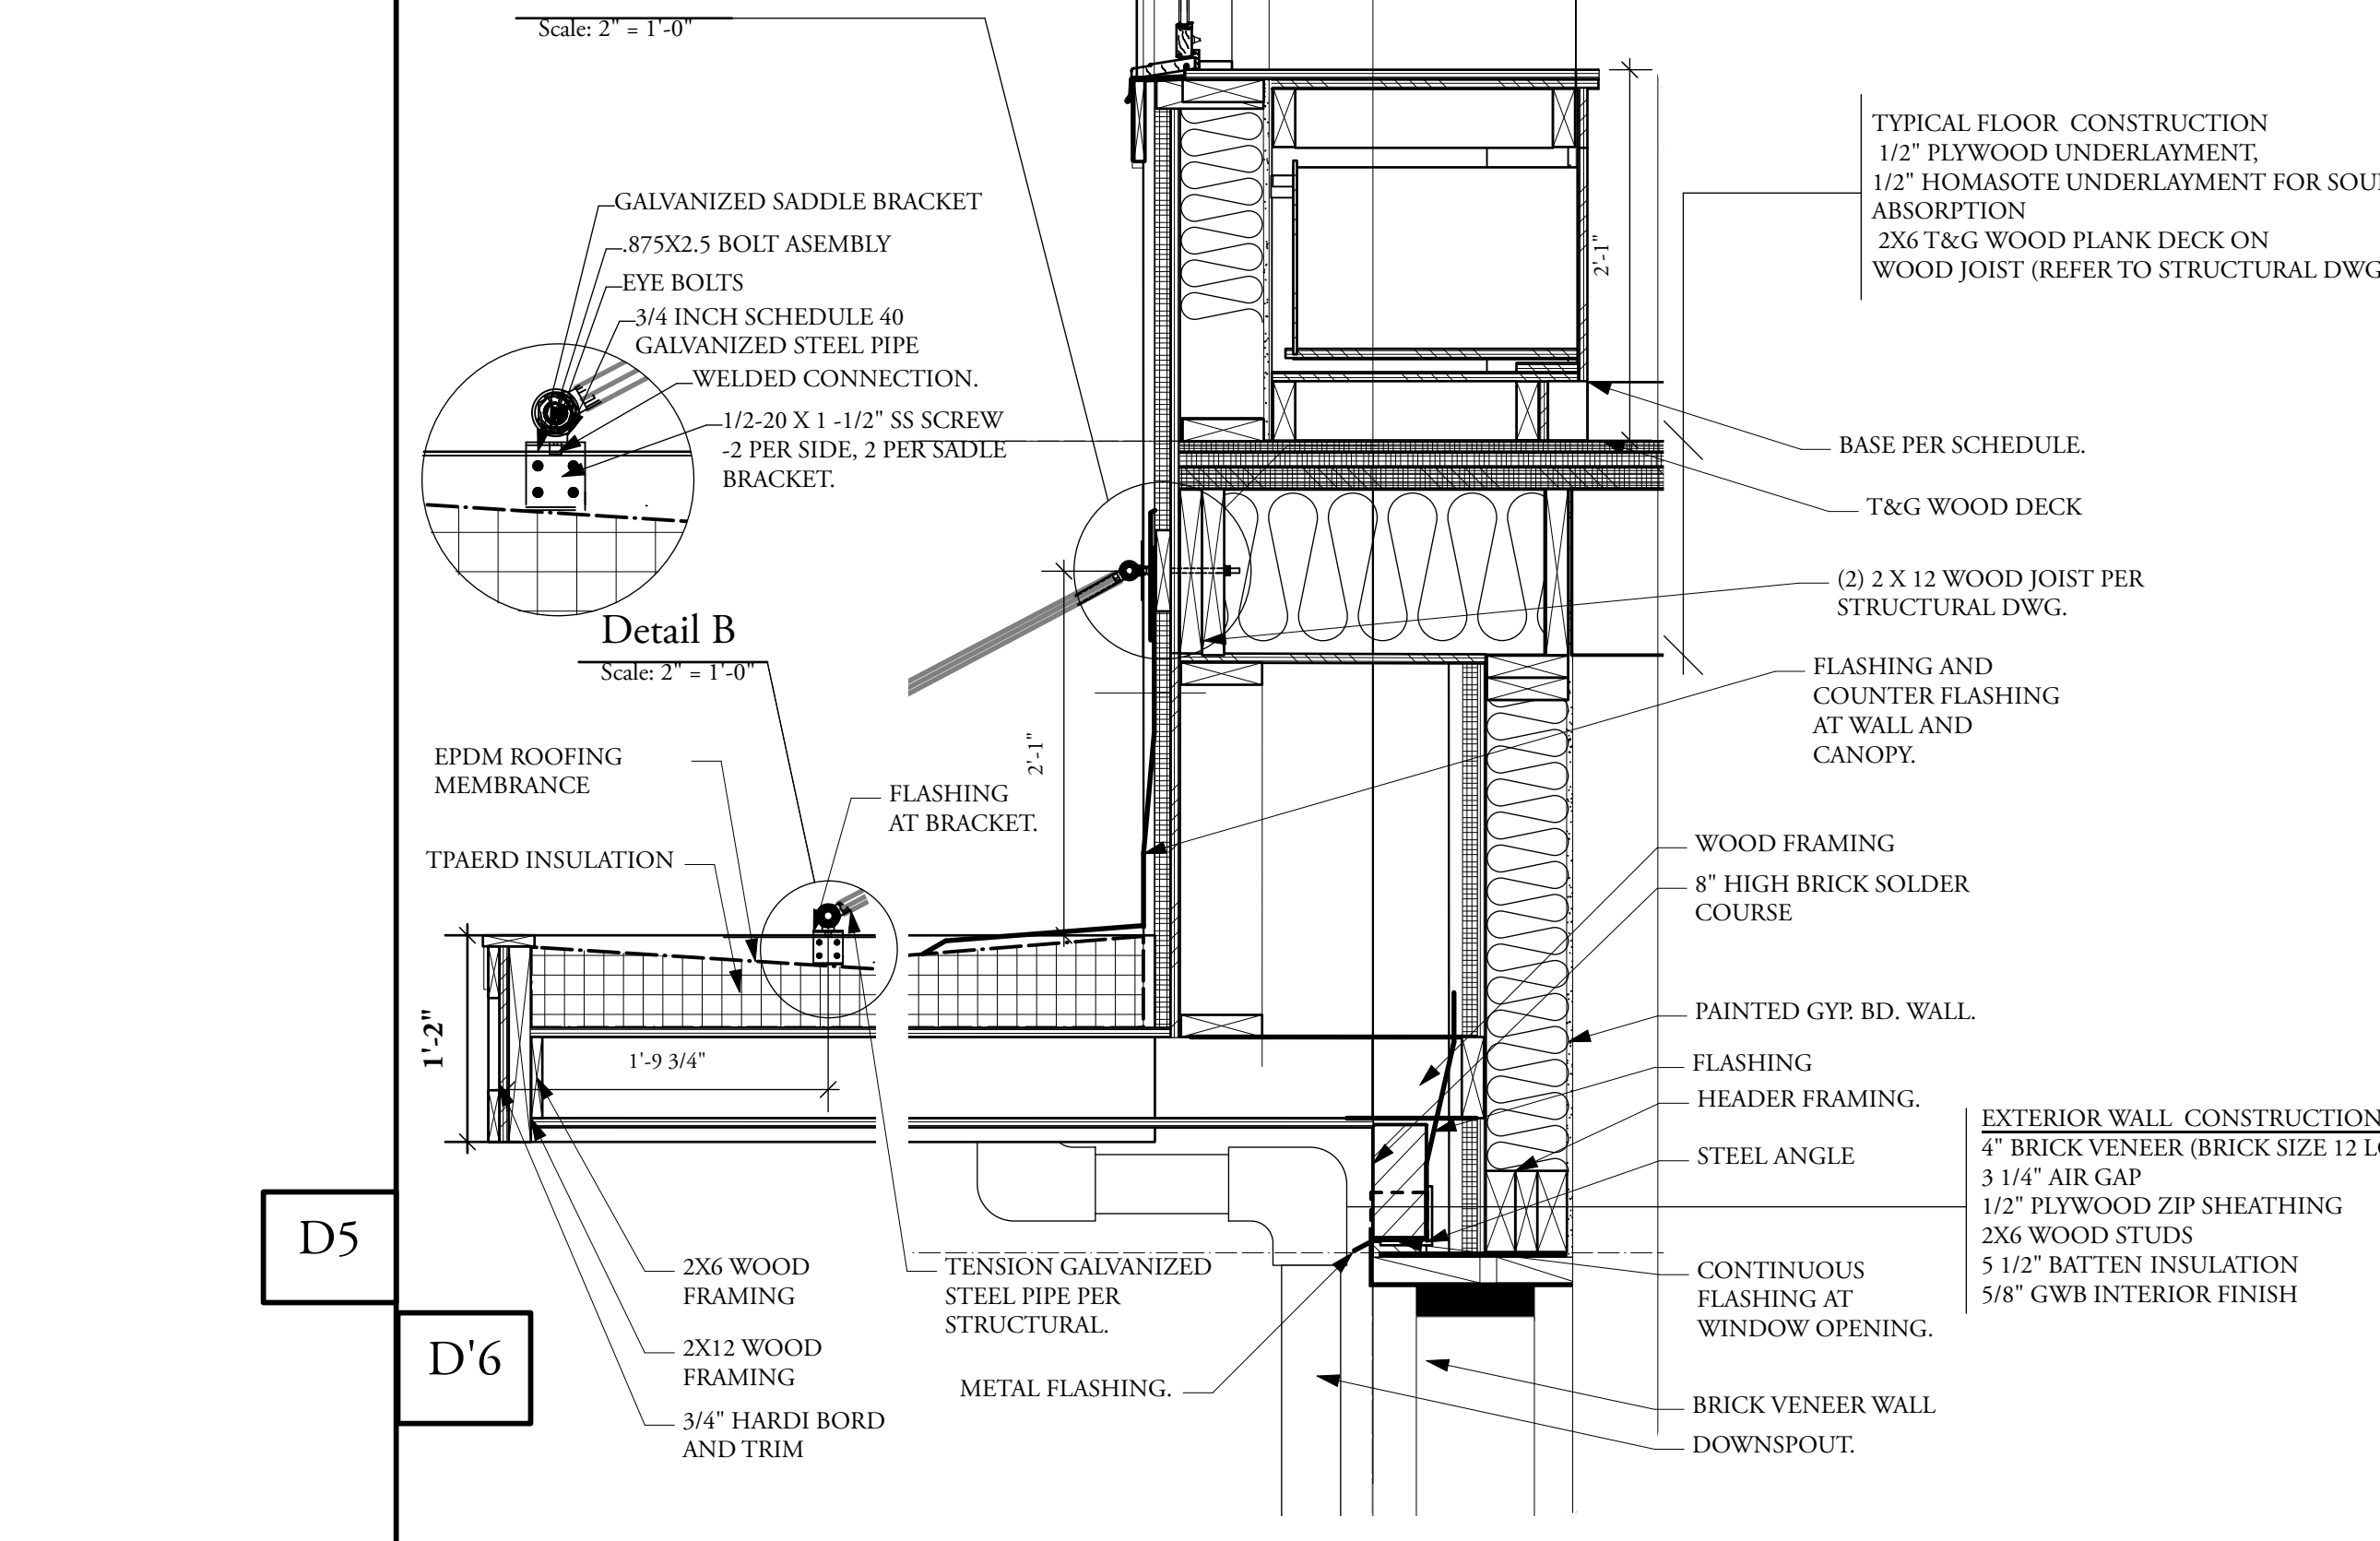 Scale: 2" = 1'-0"
GALVANIZED SADDLE BRACKET
.875X2.5 BOLT ASEMBLY
EYE BOLTS
3/4 INCH SCHEDULE 40
GALVANIZED STEEL PIPE
WELDED CONNECTION.
1/2-20 X 1 -1/2" SS SCREW
-2 PER SIDE, 2 PER SADLE
BRACKET.
Detail B
Scale: 2" = 1'-0"
EPDM ROOFING
MEMBRANCE
FLASHING
AT BRACKET.
TPAERD INSULATION
2'-1"
2'-1"
1'-2"
1'-9 3/4"
D5
D'6
2X6 WOOD
FRAMING
2X12 WOOD
FRAMING
3/4" HARDI BORD
AND TRIM
TENSION GALVANIZED
STEEL PIPE PER
STRUCTURAL.
METAL FLASHING.
TYPICAL FLOOR  CONSTRUCTION
1/2" PLYWOOD UNDERLAYMENT,
1/2" HOMASOTE UNDERLAYMENT FOR SOU
ABSORPTION
2X6 T&G WOOD PLANK DECK ON
WOOD JOIST (REFER TO STRUCTURAL DWG
BASE PER SCHEDULE.
T&G WOOD DECK
(2) 2 X 12 WOOD JOIST PER
STRUCTURAL DWG.
FLASHING AND
COUNTER FLASHING
AT WALL AND
CANOPY.
WOOD FRAMING
8" HIGH BRICK SOLDER
COURSE
PAINTED GYP. BD. WALL.
FLASHING
HEADER FRAMING.
STEEL ANGLE
CONTINUOUS
FLASHING AT
WINDOW OPENING.
BRICK VENEER WALL
DOWNSPOUT.
EXTERIOR WALL  CONSTRUCTION
4" BRICK VENEER (BRICK SIZE 12 L
3 1/4" AIR GAP
1/2" PLYWOOD ZIP SHEATHING
2X6 WOOD STUDS
5 1/2" BATTEN INSULATION
5/8" GWB INTERIOR FINISH